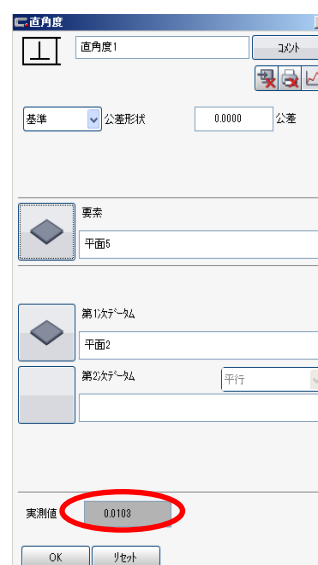 直角度
直角度1
コメント
基準
公差形状
0.0000
公差
要素
平面5
第1次データム
平面2
第2次データム
平行
実測値
0.0103
OK
リセット